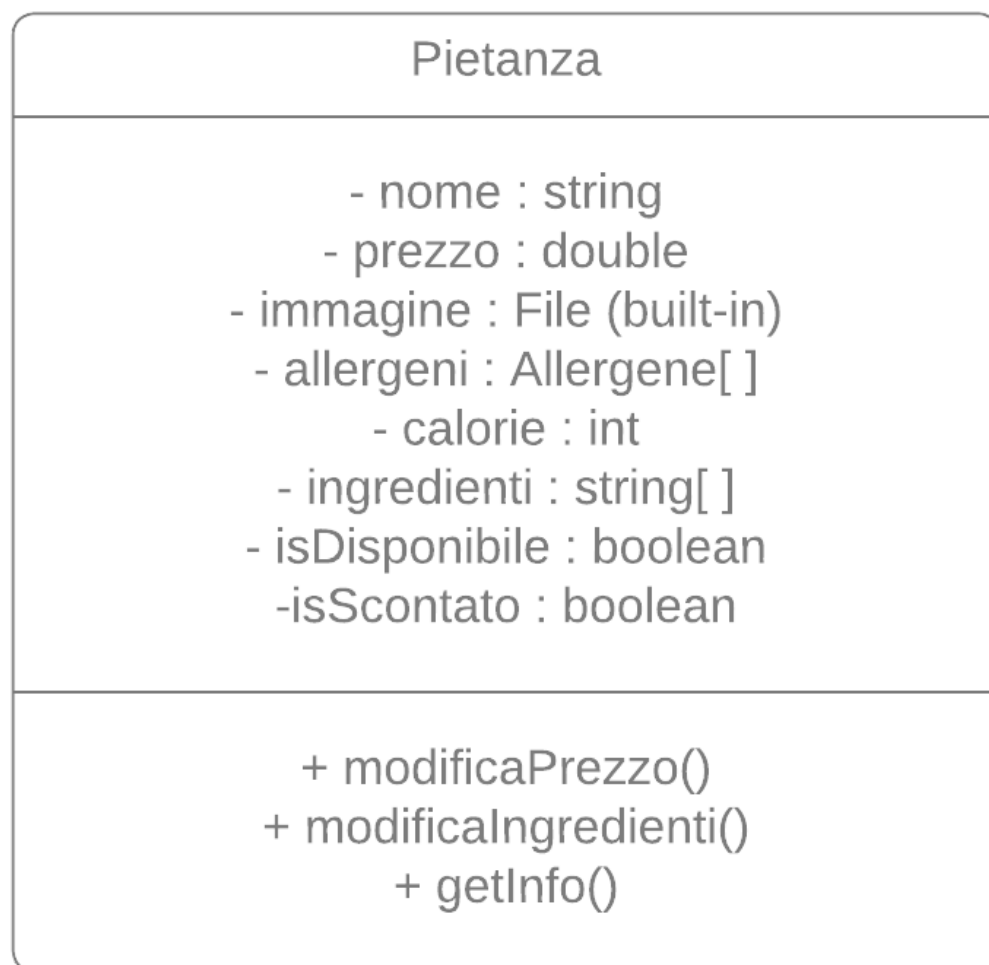 Pietanza
- nome : string
- prezzo : double
- immagine : File (built-in)
- allergeni : Allergene[ ]
- calorie : int
- ingredienti : string[ ]
- isDisponibile : boolean
-isScontato : boolean
+ modificaPrezzo()
+ modificaIngredienti()
+ getInfo()